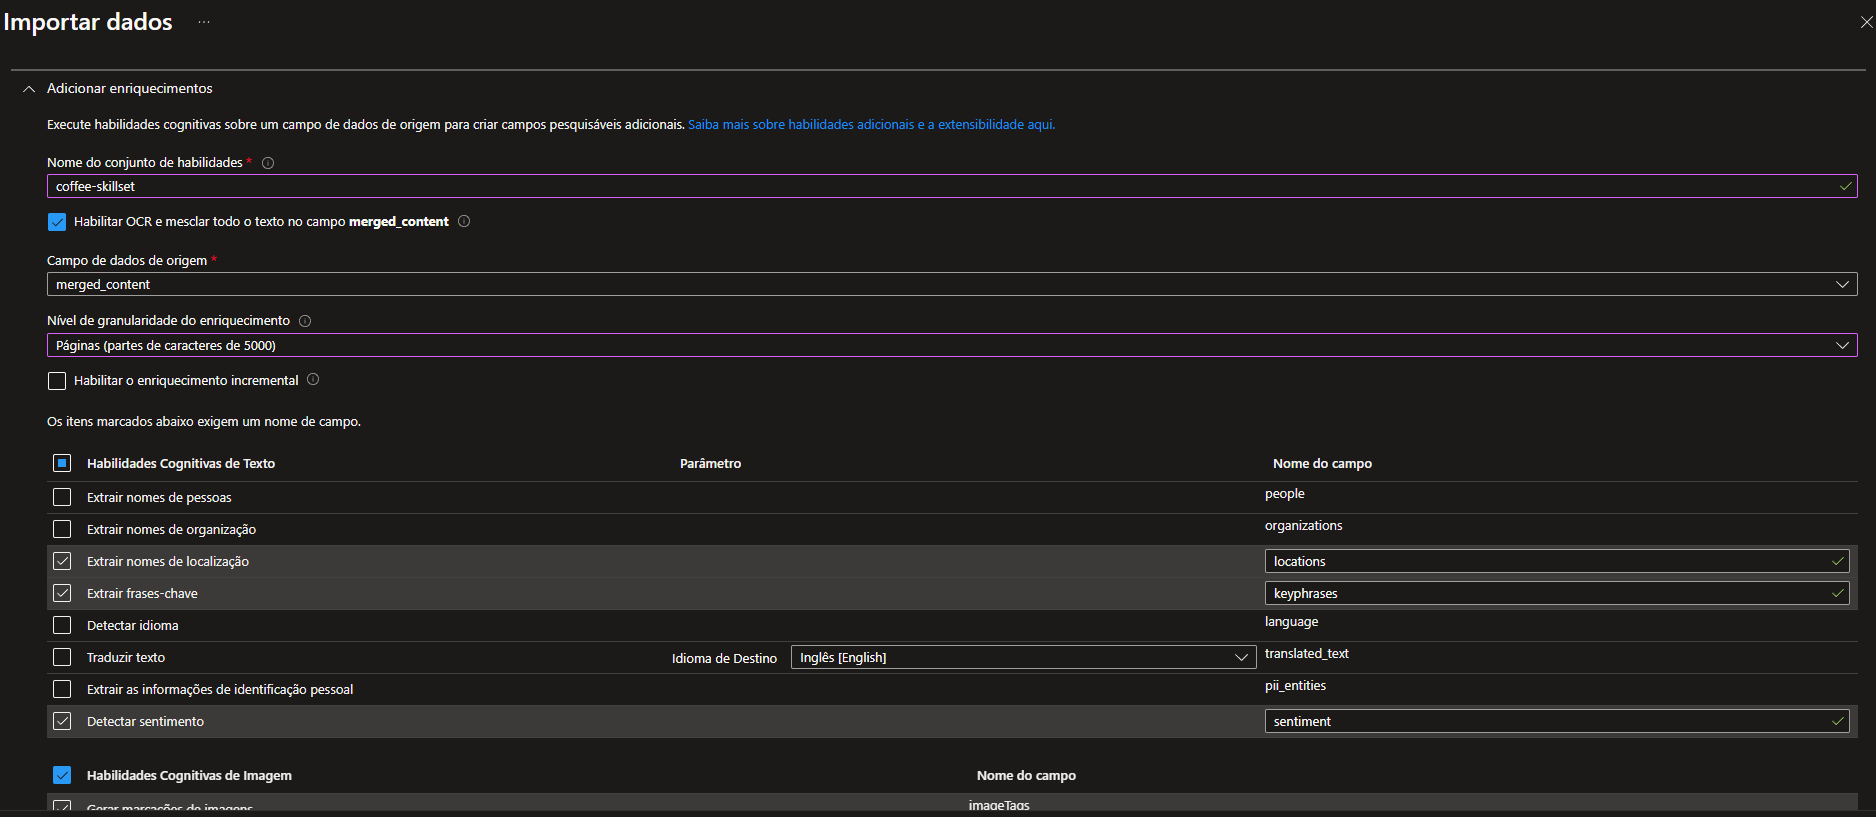 Importar dados ...
Adicionar enriquecimentos
Execute habilidades cognitivas sobre um campo de dados de origem para criar campos pesquisáveis adicionais. Saiba mais sobre habilidades adicionais e a extensibilidade aqui.
Nome do conjunto de habilidades *
coffee-skillset
Habilitar OCR e mesclar todo o texto no campo merged_content
Campo de dados de origem *
merged_content
Nível de granularidade do enriquecimento
Páginas (partes de caracteres de 5000)
Habilitar o enriquecimento incremental
Os itens marcados abaixo exigem um nome de campo.
Habilidades Cognitivas de Texto Parâmetro Nome do campo
Extrair nomes de pessoas people
Extrair nomes de organização organizations
Extrair nomes de localização locations
Extrair frases-chave keyphrases
Detectar idioma language
Traduzir texto Idioma de Destino Inglês [English] translated_text
Extrair as informações de identificação pessoal pii_entities
Detectar sentimento sentiment
Habilidades Cognitivas de Imagem Nome do campo
Gerar marcações de imagens imageTags